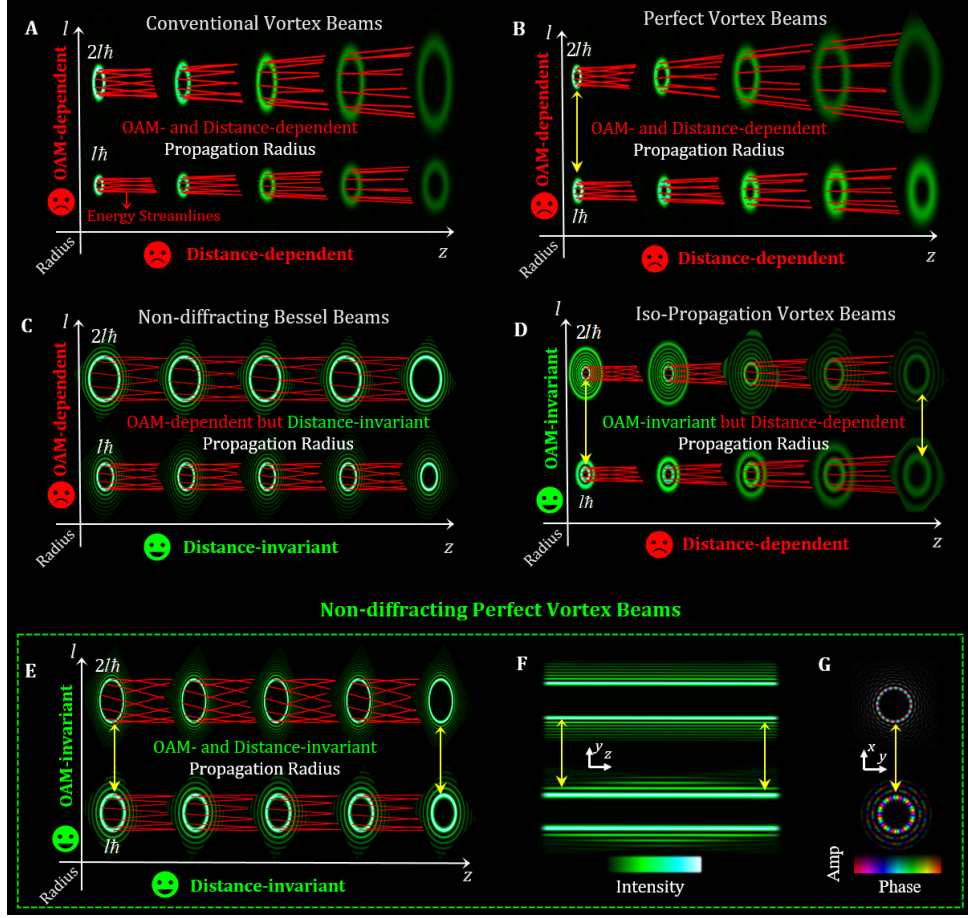 A
l
Conventional Vortex Beams
2lħ
OAM-dependent
OAM- and Distance-dependent
Propagation Radius
lħ
Energy Streamlines
Radius
Distance-dependent
z
B
l
Perfect Vortex Beams
2lħ
OAM-dependent
OAM- and Distance-dependent
Propagation Radius
lħ
Radius
Distance-dependent
z
C
l
Non-diffracting Bessel Beams
2lħ
OAM-dependent
OAM-dependent but Distance-invariant
Propagation Radius
lħ
Radius
Distance-invariant
z
D
l
Iso-Propagation Vortex Beams
2lħ
OAM-invariant
OAM-invariant but Distance-dependent
Propagation Radius
lħ
Radius
Distance-dependent
z
Non-diffracting Perfect Vortex Beams
E
l
2lħ
OAM-invariant
OAM- and Distance-invariant
Propagation Radius
lħ
Radius
Distance-invariant
z
F
y
z
Intensity
G
x
y
Amp
Phase